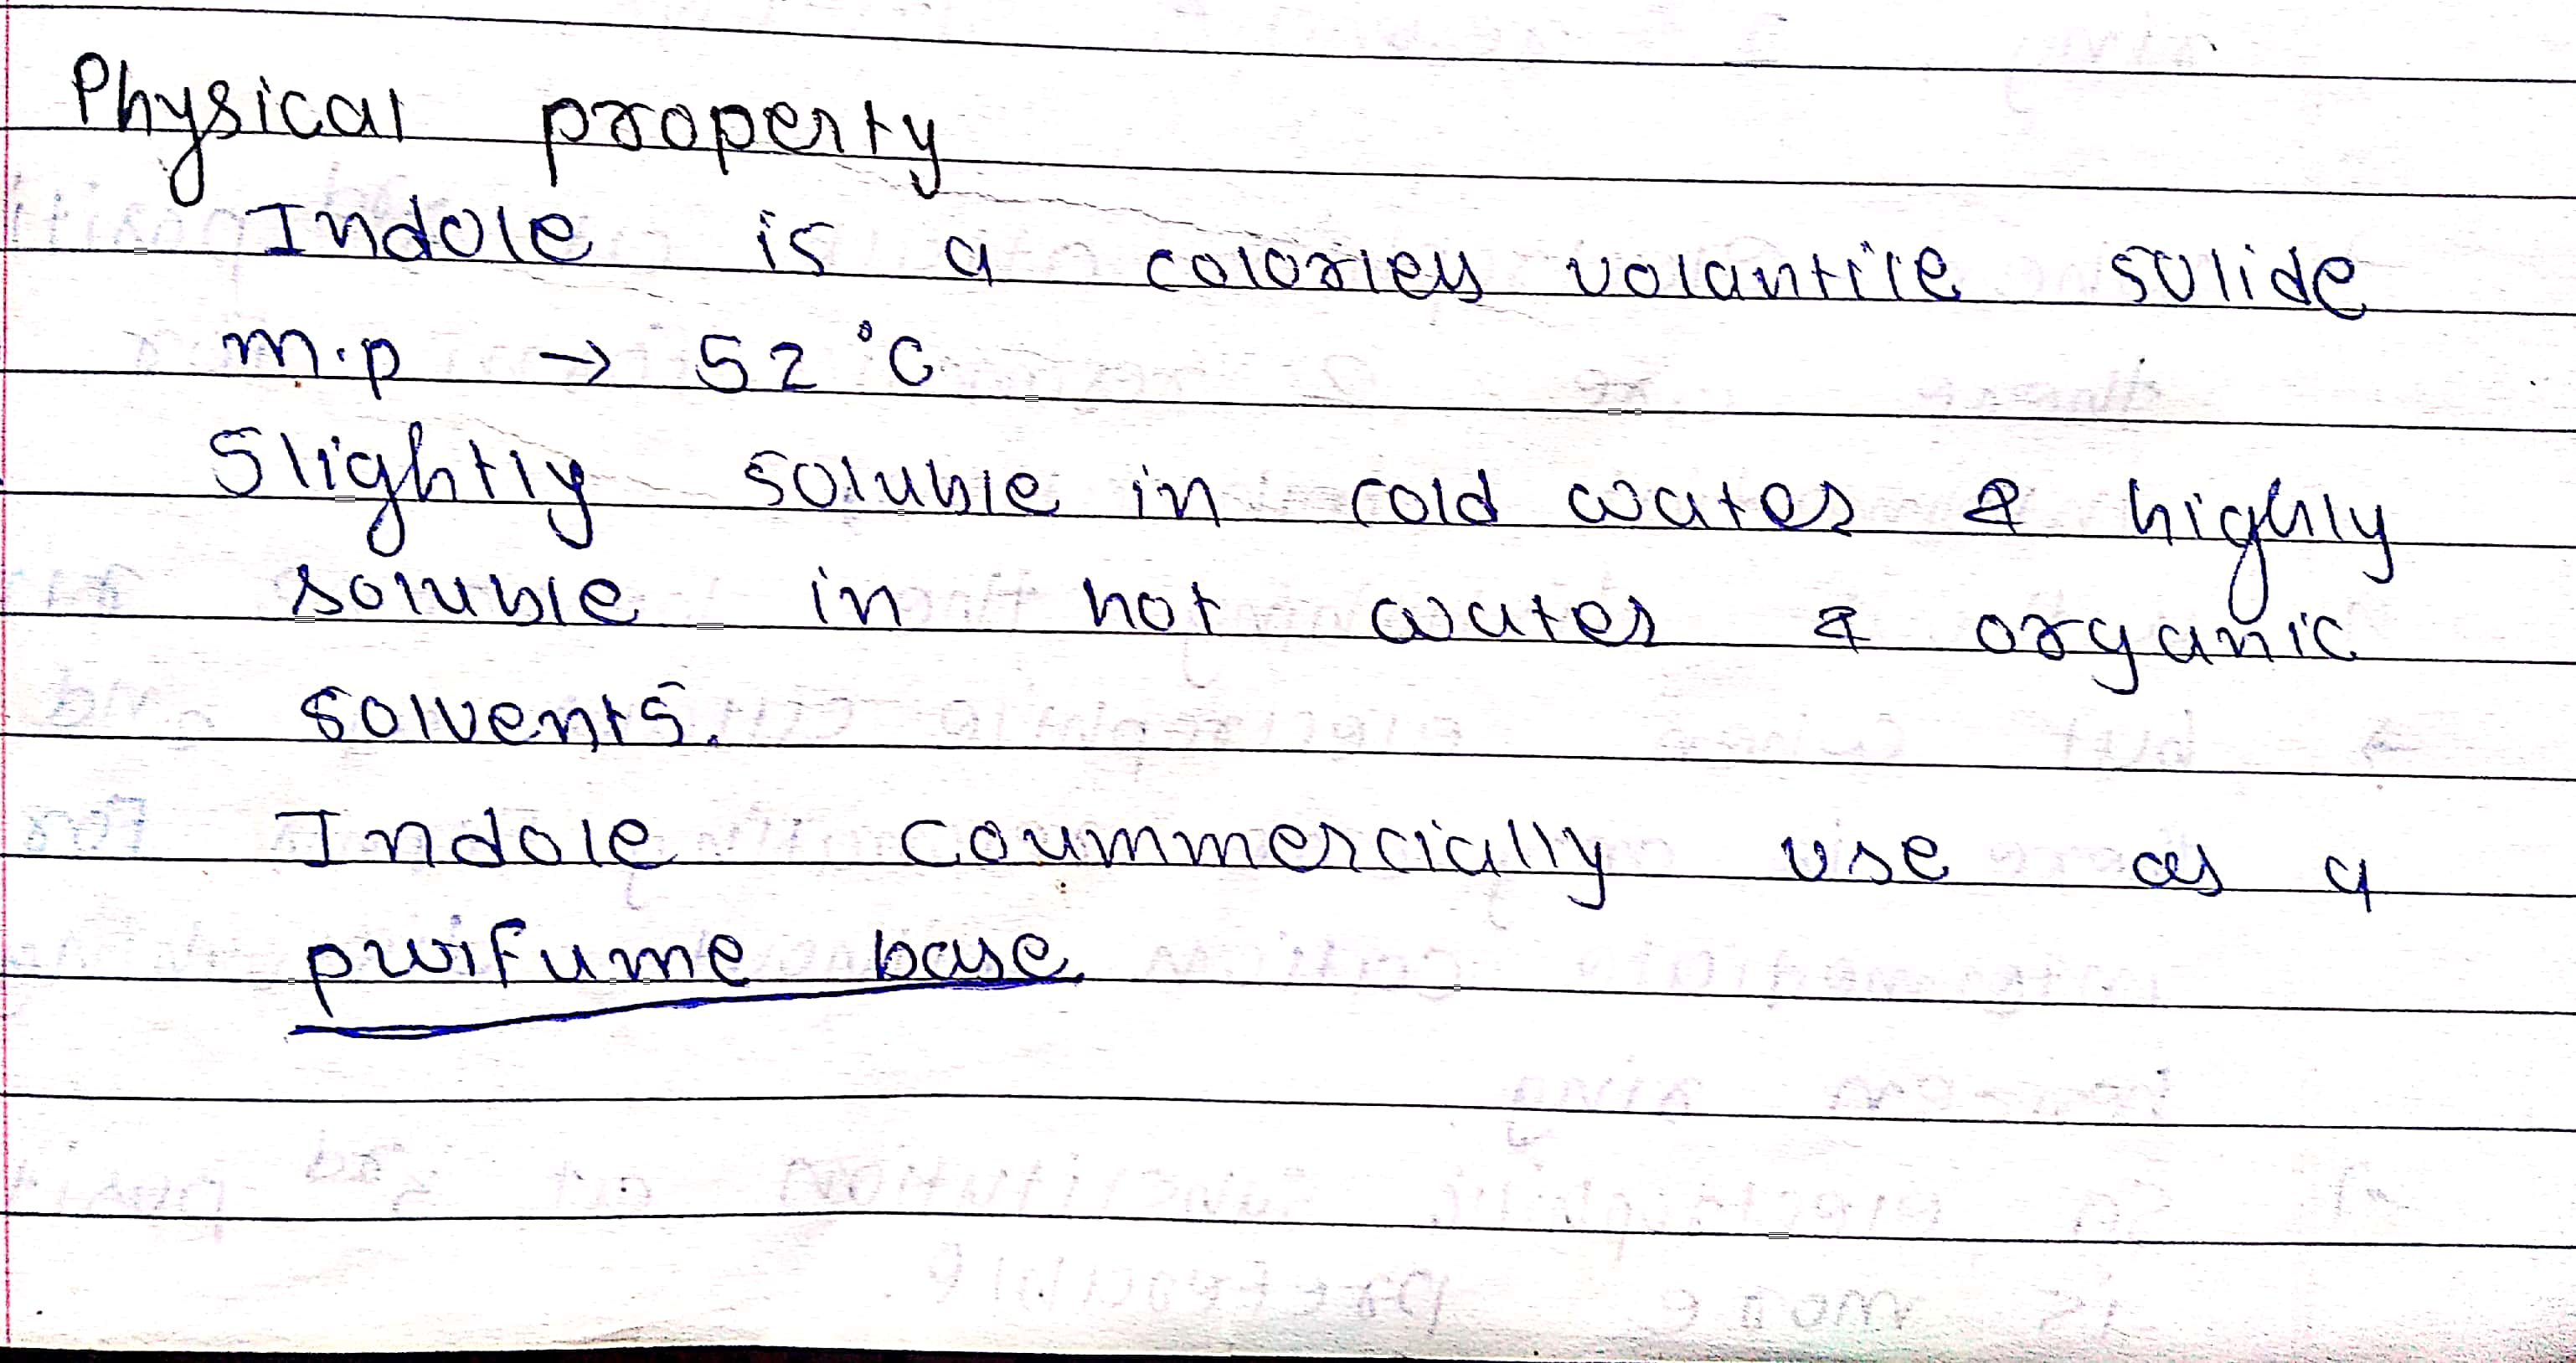 Physical property
Indole is a colorles volantile solide
m.p → 52 °C
Slightly soluble in cold water & highly
soluble in hot water & organic
solvents.
Indole coummercially use as a
purifume base